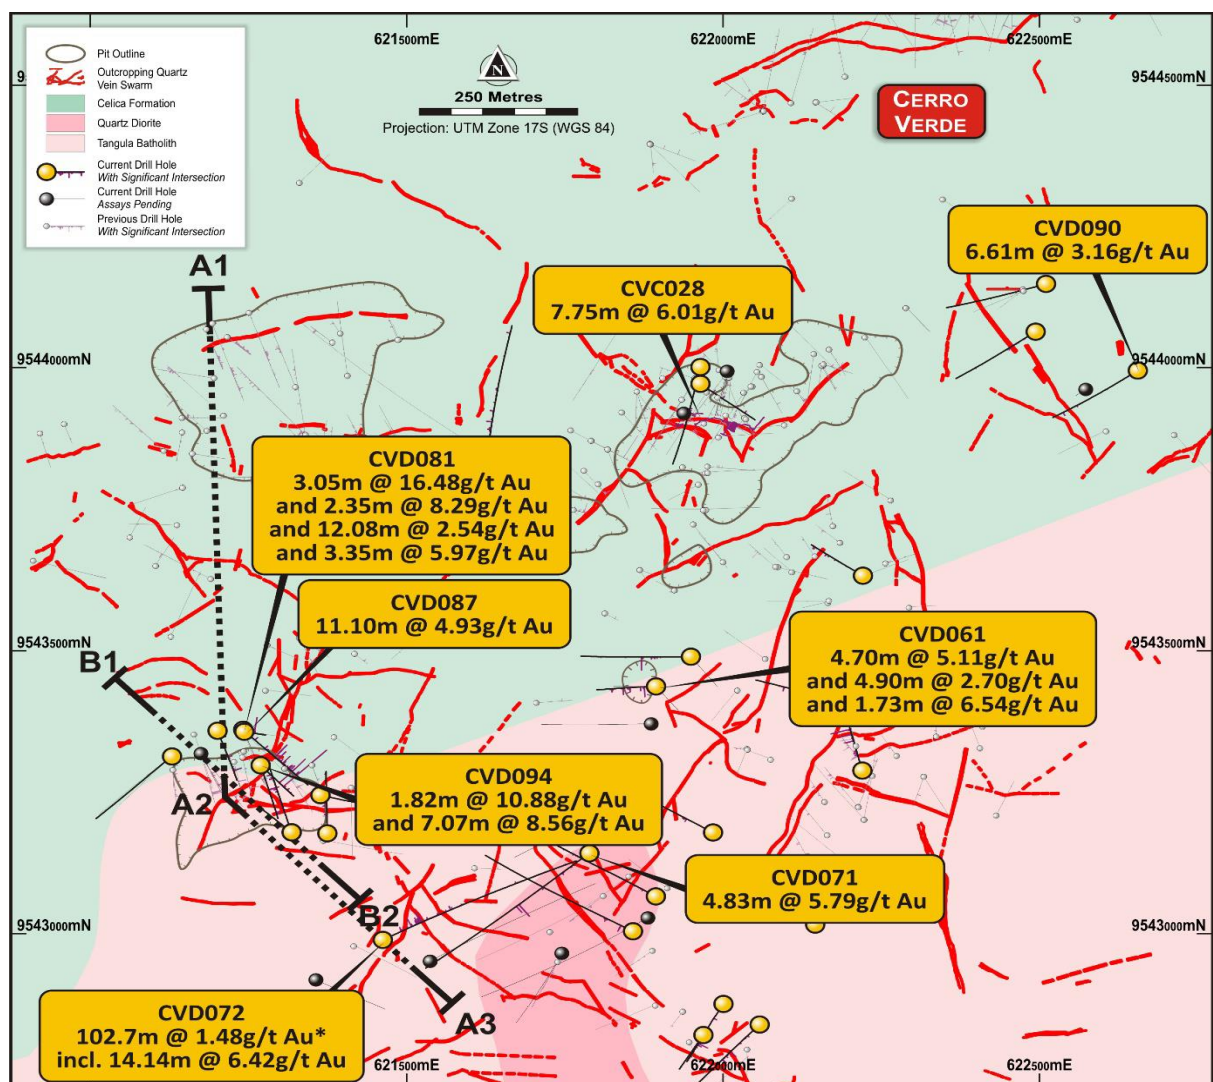 621500mE
622000mE
622500mE
Pit Outline
Outcropping Quartz
Vein Swarm
Celica Formation
Quartz Diorite
Tangula Batholith
Current Drill Hole
With Significant Intersection
Current Drill Hole
Assays Pending
Previous Drill Hole
With Significant Intersection
N
250 Metres
Projection: UTM Zone 17S (WGS 84)
9544500mN
CERRO
VERDE
CVD090
6.61m @ 3.16g/t Au
A1
CVC028
7.75m @ 6.01g/t Au
9544000mN
9544000mN
CVD081
3.05m @ 16.48g/t Au
and 2.35m @ 8.29g/t Au
and 12.08m @ 2.54g/t Au
and 3.35m @ 5.97g/t Au
CVD087
11.10m @ 4.93g/t Au
9543500mN
9543500mN
B1
CVD061
4.70m @ 5.11g/t Au
and 4.90m @ 2.70g/t Au
and 1.73m @ 6.54g/t Au
A2
CVD094
1.82m @ 10.88g/t Au
and 7.07m @ 8.56g/t Au
CVD071
4.83m @ 5.79g/t Au
B2
9543000mN
9543000mN
CVD072
102.7m @ 1.48g/t Au*
incl. 14.14m @ 6.42g/t Au
A3
621500mE
622000mE
622500mE